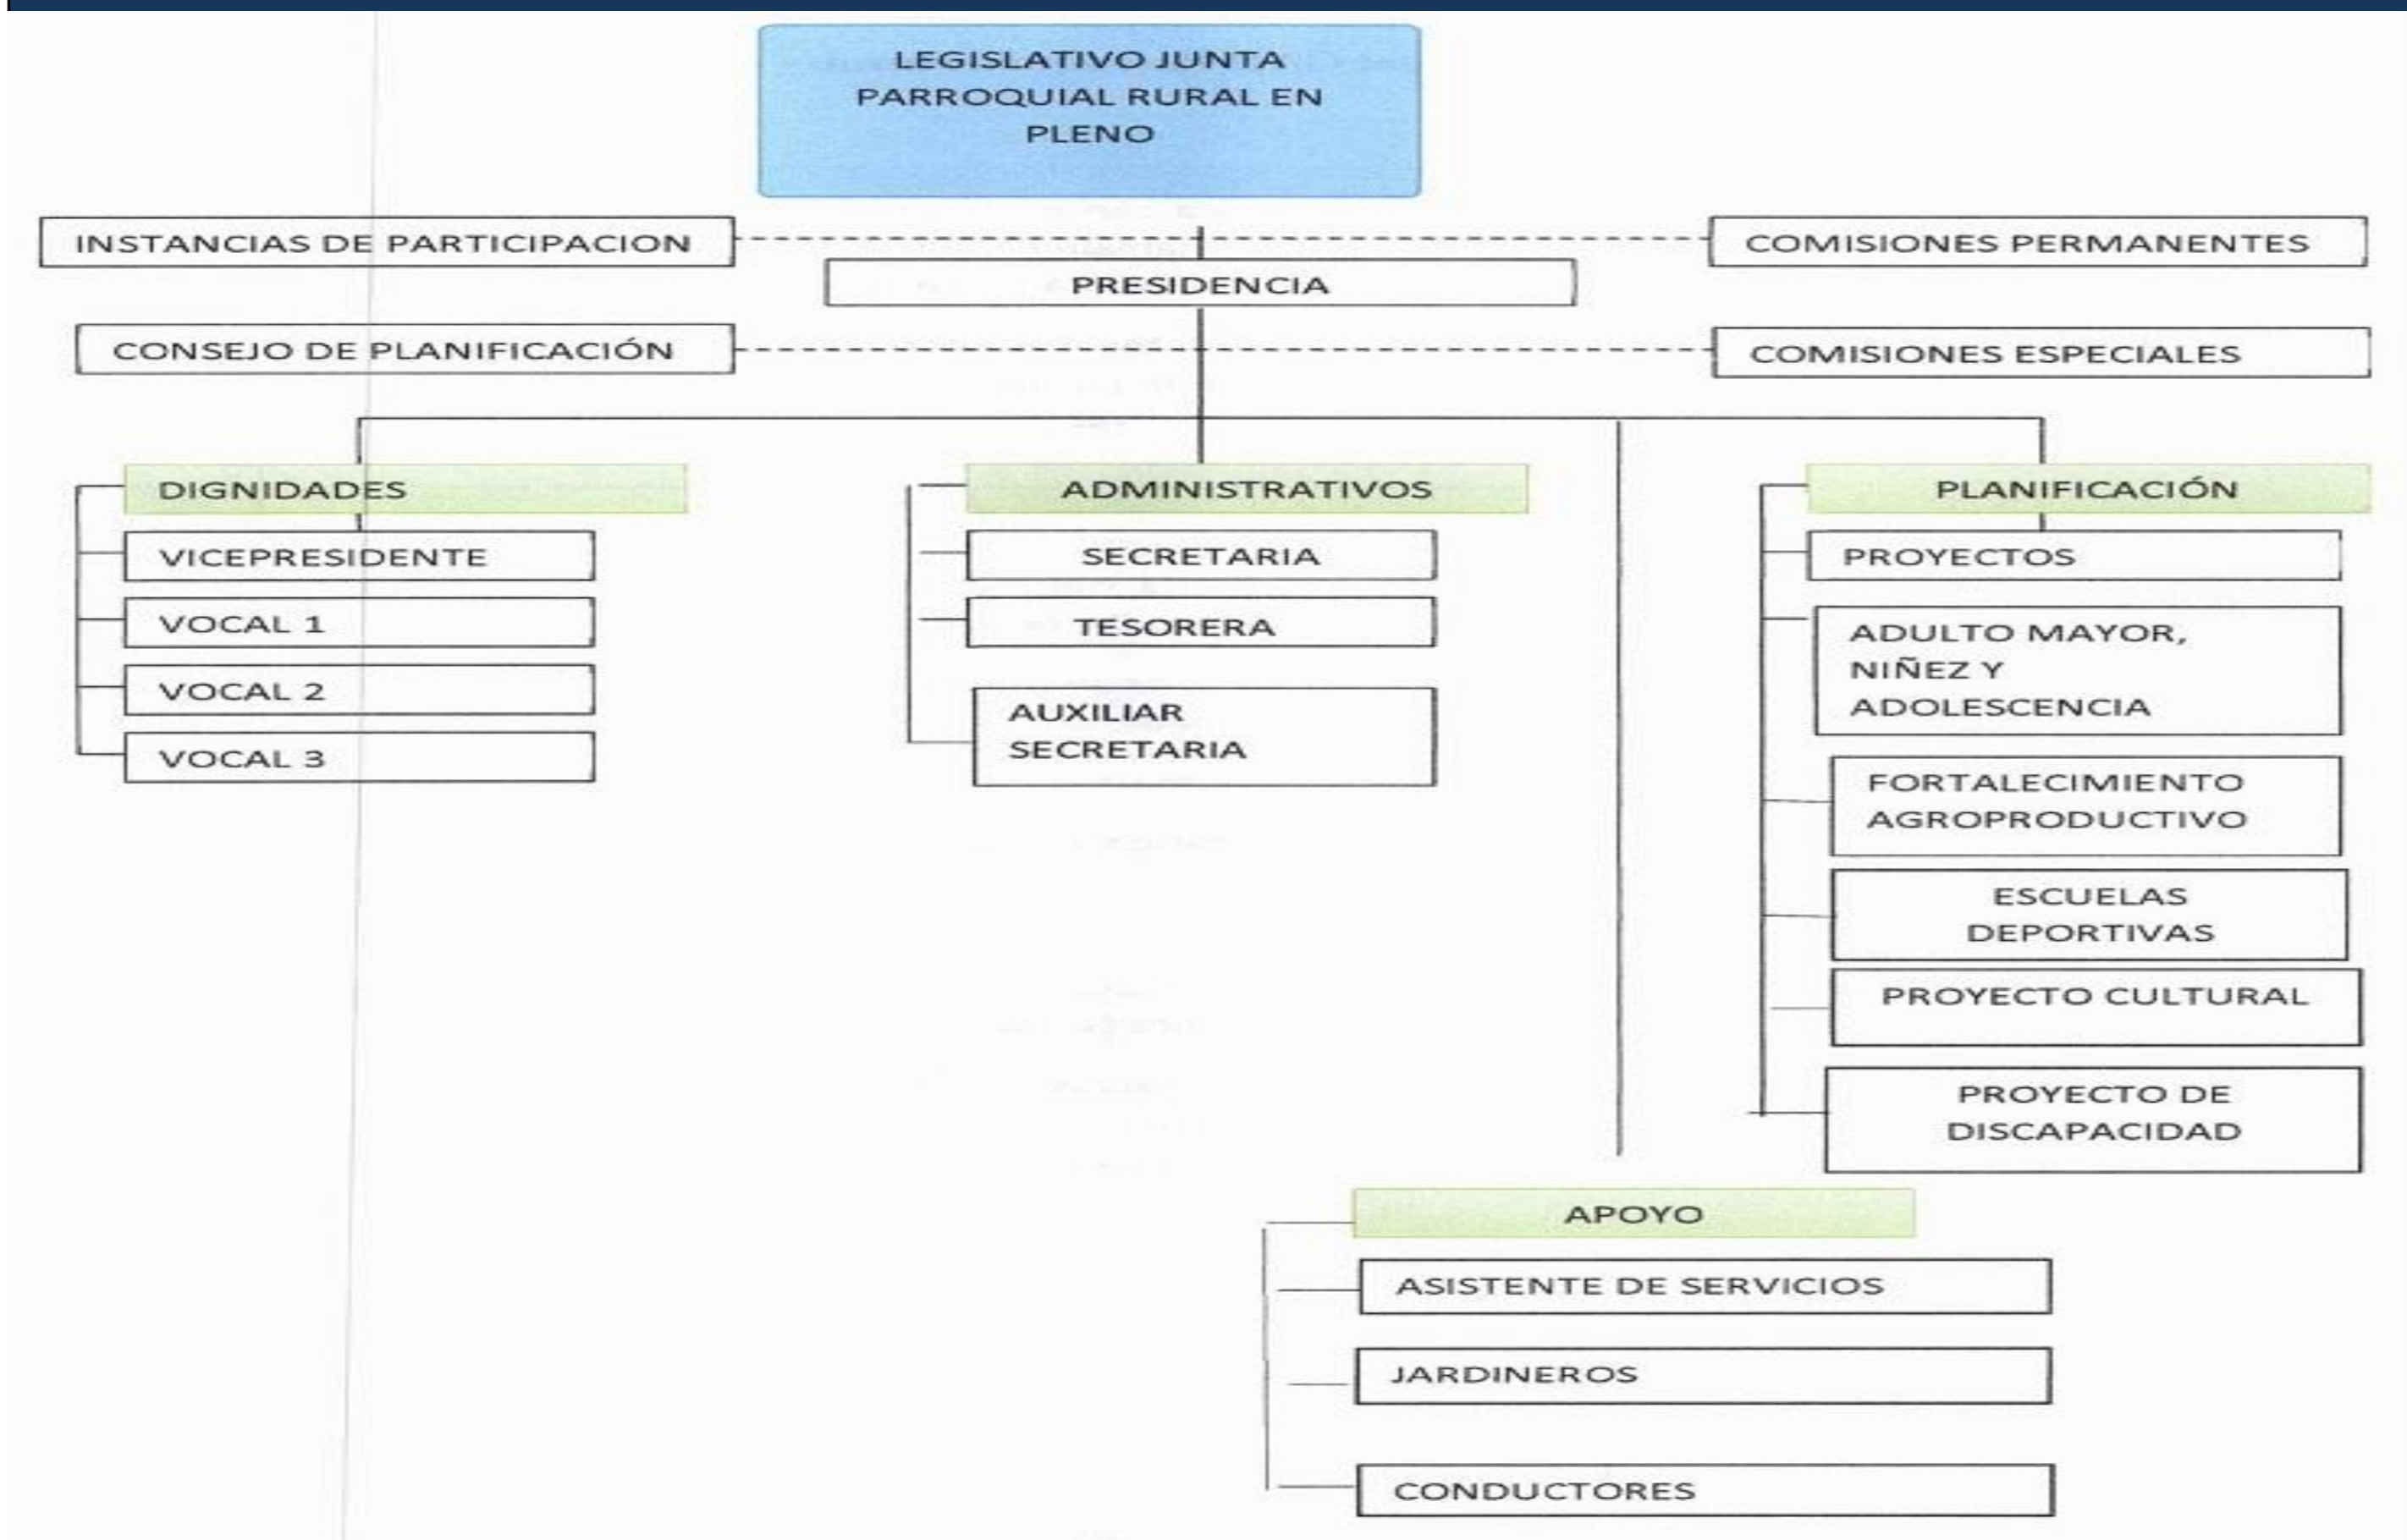 LEGISLATIVO JUNTA
PARROQUIAL RURAL EN
PLENO
INSTANCIAS DE PARTICIPACION
COMISIONES PERMANENTES
PRESIDENCIA
CONSEJO DE PLANIFICACIÓN
COMISIONES ESPECIALES
DIGNIDADES
VICEPRESIDENTE
VOCAL 1
VOCAL 2
VOCAL 3
ADMINISTRATIVOS
SECRETARIA
TESORERA
AUXILIAR
SECRETARIA
PLANIFICACIÓN
PROYECTOS
ADULTO MAYOR,
NIÑEZ Y
ADOLESCENCIA
FORTALECIMIENTO
AGROPRODUCTIVO
ESCUELAS
DEPORTIVAS
PROYECTO CULTURAL
PROYECTO DE
DISCAPACIDAD
APOYO
ASISTENTE DE SERVICIOS
JARDINEROS
CONDUCTORES